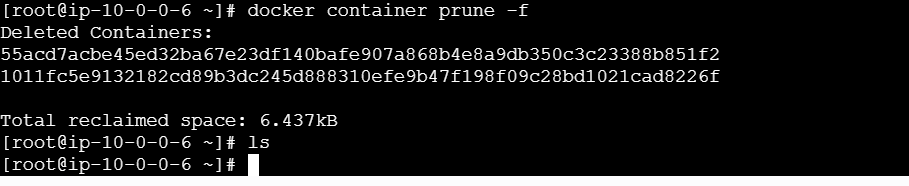 [root@ip-10-0-0-6 ~]# docker container prune -f
Deleted Containers:
55acd7acbe45ed32ba67e23df140bafe907a868b4e8a9db350c3c23388b851f2
1011fc5e9132182cd89b3dc245d888310efe9b47f198f09c28bd1021cad8226f
Total reclaimed space: 6.437kB
[root@ip-10-0-0-6 ~]# ls
[root@ip-10-0-0-6 ~]#